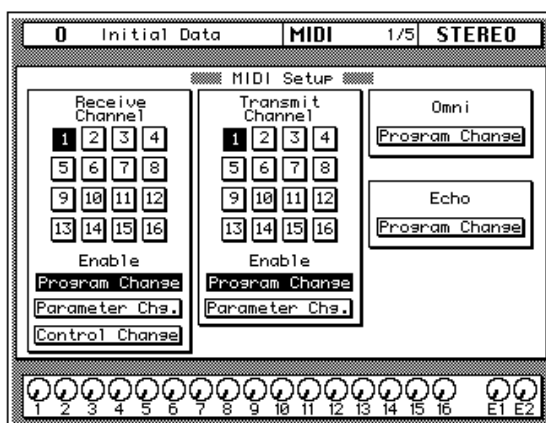 0 Initial Data MIDI 1/5 STEREO
MIDI Setup
Receive Channel
1 2 3 4
5 6 7 8
9 10 11 12
13 14 15 16
Enable
Program Change
Parameter Chg.
Control Change
Transmit Channel
1 2 3 4
5 6 7 8
9 10 11 12
13 14 15 16
Enable
Program Change
Parameter Chg.
Omni
Program Change
Echo
Program Change
1 2 3 4 5 6 7 8 9 10 11 12 13 14 15 16 E1 E2